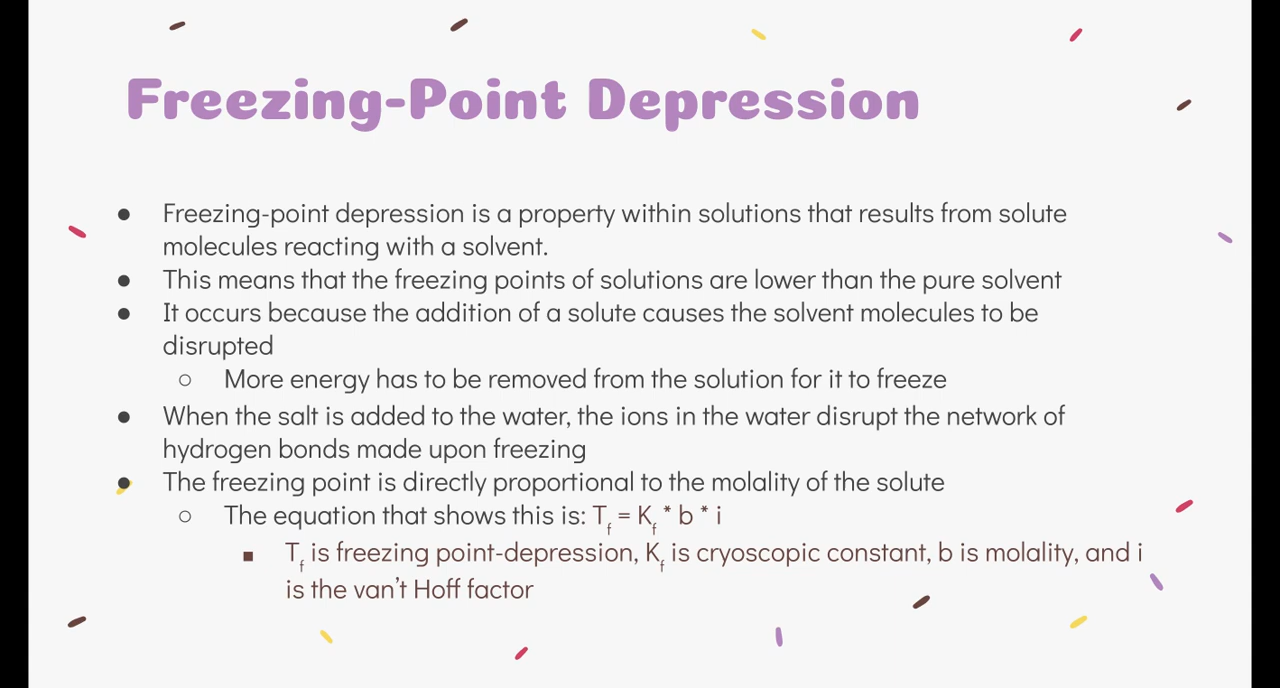 Freezing-Point Depression
● Freezing-point depression is a property within solutions that results from solute
molecules reacting with a solvent.
● This means that the freezing points of solutions are lower than the pure solvent
● It occurs because the addition of a solute causes the solvent molecules to be
disrupted
○ More energy has to be removed from the solution for it to freeze
● When the salt is added to the water, the ions in the water disrupt the network of
hydrogen bonds made upon freezing
● The freezing point is directly proportional to the molality of the solute
○ The equation that shows this is: T_f = K_f * b * i
■ T_f is freezing point-depression, K_f is cryoscopic constant, b is molality, and i
is the van’t Hoff factor